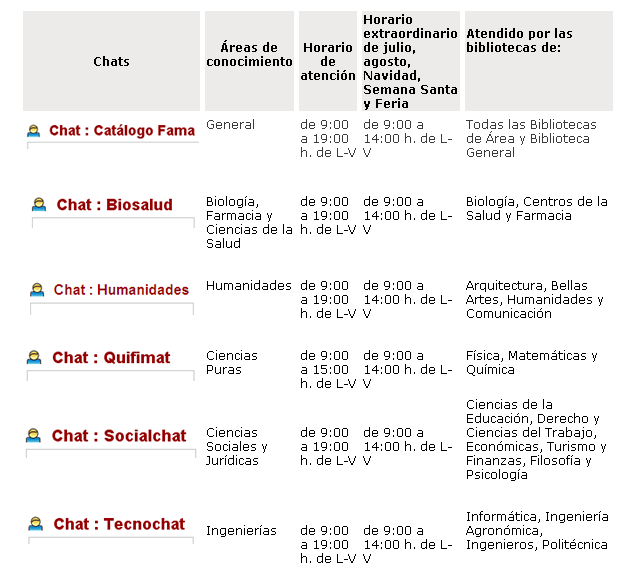 Chats
Áreas de
conocimiento
Horario
de
atención
Horario
extraordinario
de julio,
agosto,
Navidad,
Semana Santa
y Feria
Atendido por las
bibliotecas de:
Chat : Catálogo Fama
General
de 9:00
a 19:00
h. de L-V
de 9:00 a
14:00 h. de L-
V
Todas las Bibliotecas
de Área y Biblioteca
General
Chat : Biosalud
Biología,
Farmacia y
Ciencias de la
Salud
de 9:00
a 19:00
h. de L-V
de 9:00 a
14:00 h. de L-
V
Biología, Centros de la
Salud y Farmacia
Chat : Humanidades
Humanidades
de 9:00
a 19:00
h. de L-V
de 9:00 a
14:00 h. de L-
V
Arquitectura, Bellas
Artes, Humanidades y
Comunicación
Chat : Quifimat
Ciencias
Puras
de 9:00
a 15:00
h. de L-V
de 9:00 a
14:00 h. de L-
V
Física, Matemáticas y
Química
Chat : Socialchat
Ciencias
Sociales y
Jurídicas
de 9:00
a 19:00
h. de L-V
de 9:00 a
14:00 h. de L-
V
Ciencias de la
Educación, Derecho y
Ciencias del Trabajo,
Económicas, Turismo y
Finanzas, Filosofía y
Psicología
Chat : Tecnochat
Ingenierías
de 9:00
a 19:00
h. de L-V
de 9:00 a
14:00 h. de L-
V
Informática, Ingeniería
Agronómica,
Ingenieros, Politécnica